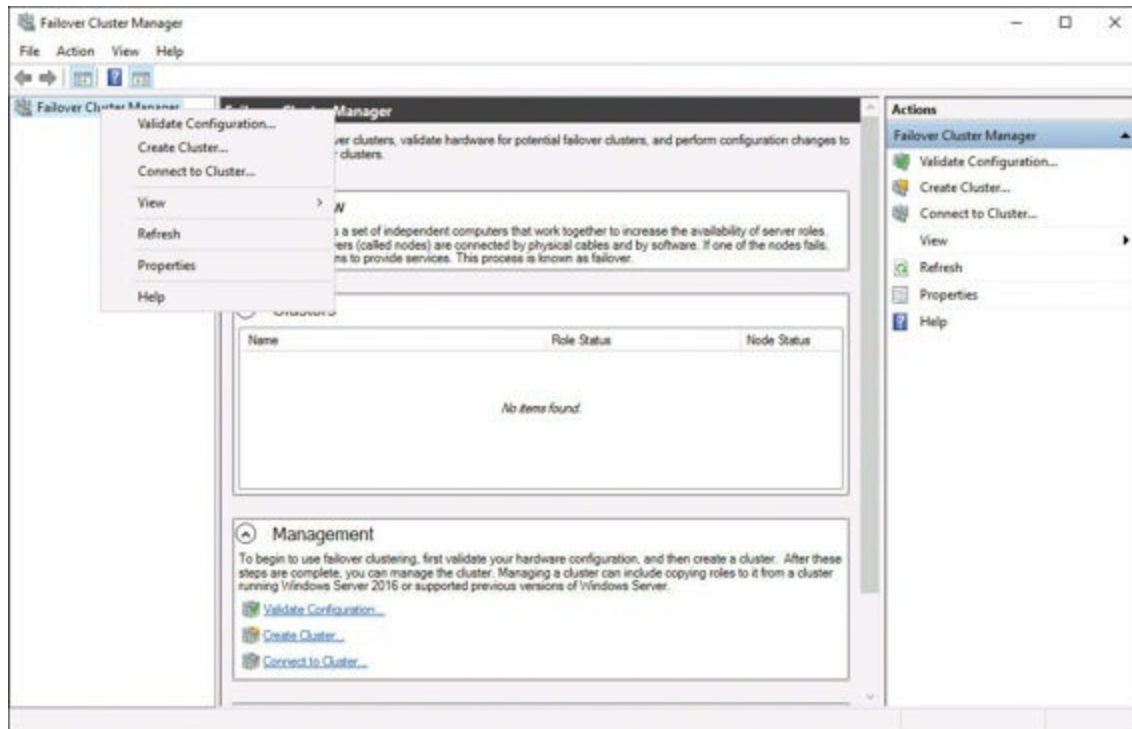 Failover Cluster Manager
File Action View Help
Failover Cluster Manager
Validate Configuration...
Create Cluster...
Connect to Cluster...
View
Refresh
Properties
Help
Manager
ver clusters, validate hardware for potential failover clusters, and perform configuration changes to
clusters.
a set of independent computers that work together to increase the availability of server roles.
(called nodes) are connected by physical cables and by software. If one of the nodes fails,
to provide services. This process is known as failover.
Clusters
Name Role Status Node Status
No items found.
Management
To begin to use failover clustering, first validate your hardware configuration, and then create a cluster. After these
steps are complete, you can manage the cluster. Managing a cluster can include copying roles to it from a cluster
running Windows Server 2016 or supported previous versions of Windows Server.
Validate Configuration...
Create Cluster...
Connect to Cluster...
Actions
Failover Cluster Manager
Validate Configuration...
Create Cluster...
Connect to Cluster...
View
Refresh
Properties
Help